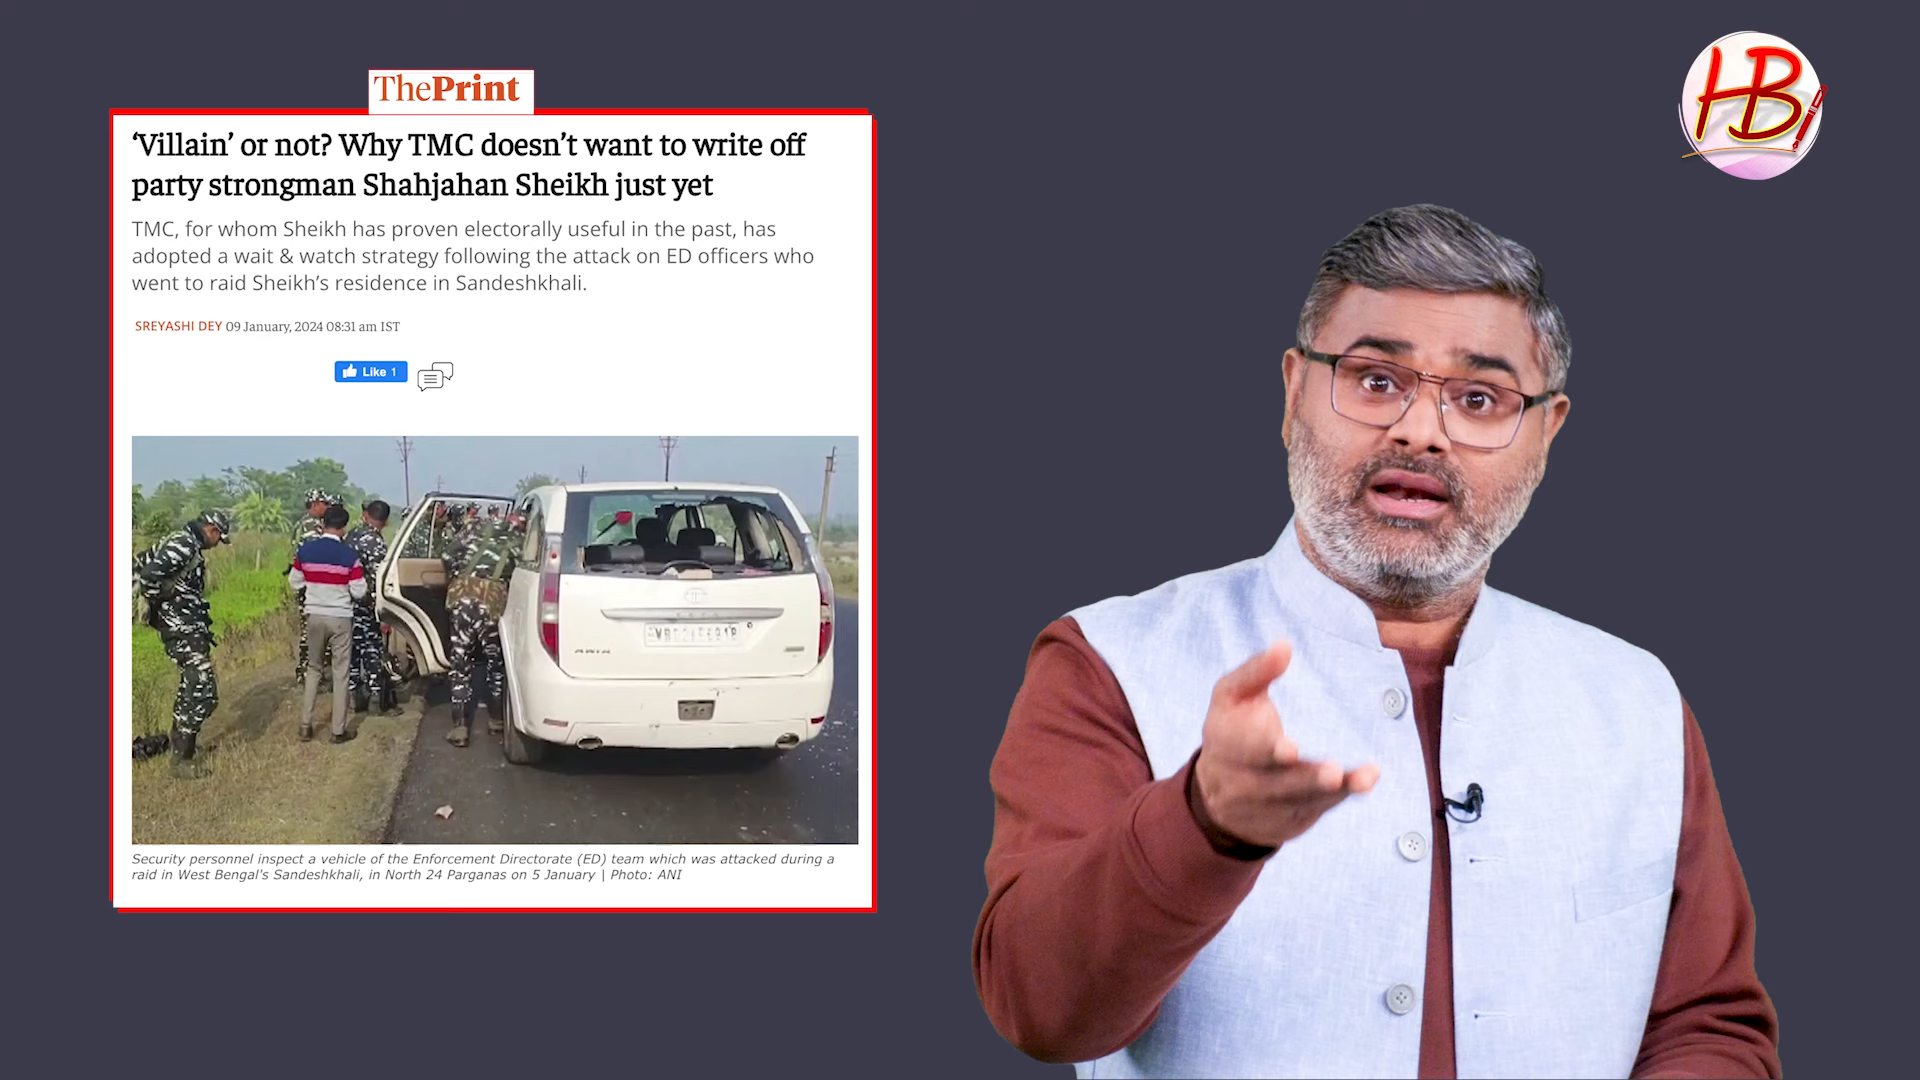 ThePrint
‘Villain’ or not? Why TMC doesn’t want to write off
party strongman Shahjahan Sheikh just yet
TMC, for whom Sheikh has proven electorally useful in the past, has
adopted a wait & watch strategy following the attack on ED officers who
went to raid Sheikh’s residence in Sandeshkhali.
SREYASHI DEY 09 January, 2024 08:31 am IST
Like 1
Security personnel inspect a vehicle of the Enforcement Directorate (ED) team which was attacked during a
raid in West Bengal's Sandeshkhali, in North 24 Parganas on 5 January | Photo: ANI
HB